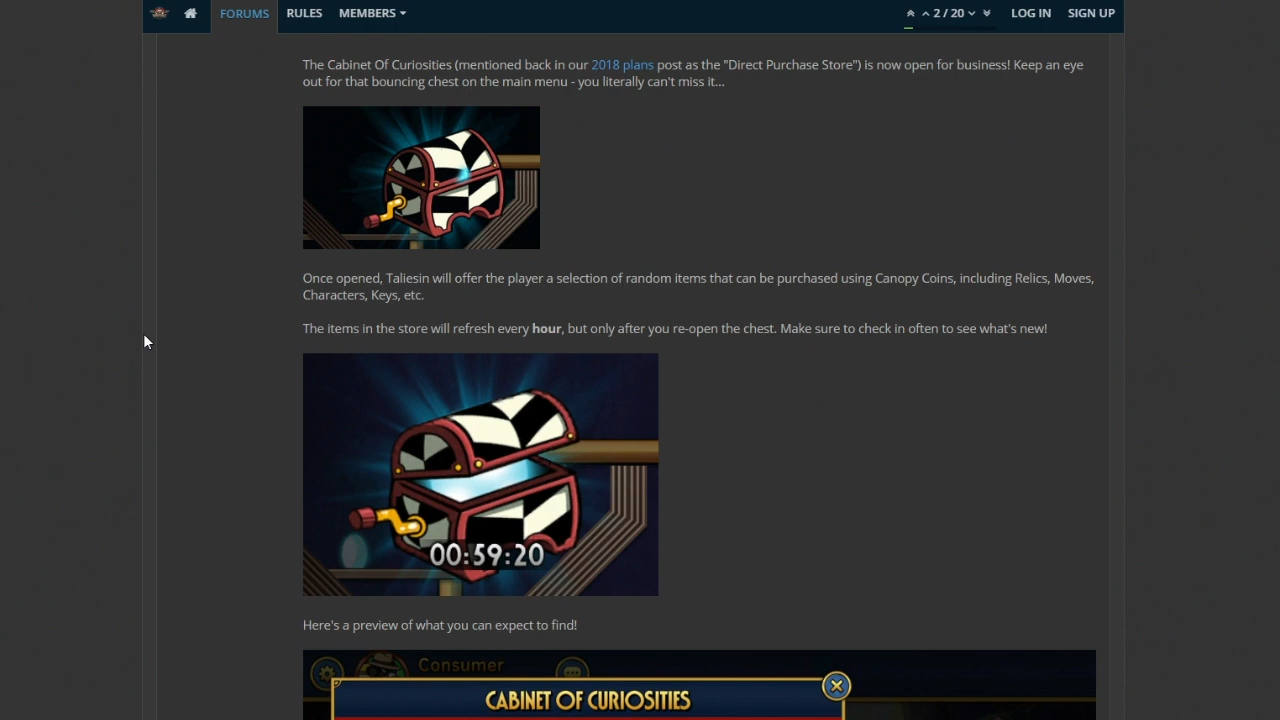 FORUMS RULES MEMBERS 2 / 20 LOG IN SIGN UP
The Cabinet Of Curiosities (mentioned back in our 2018 plans post as the "Direct Purchase Store") is now open for business! Keep an eye
out for that bouncing chest on the main menu - you literally can't miss it...
Once opened, Taliesin will offer the player a selection of random items that can be purchased using Canopy Coins, including Relics, Moves,
Characters, Keys, etc.
The items in the store will refresh every hour, but only after you re-open the chest. Make sure to check in often to see what's new!
00:59:20
Here's a preview of what you can expect to find!
Consumer
CABINET OF CURIOSITIES